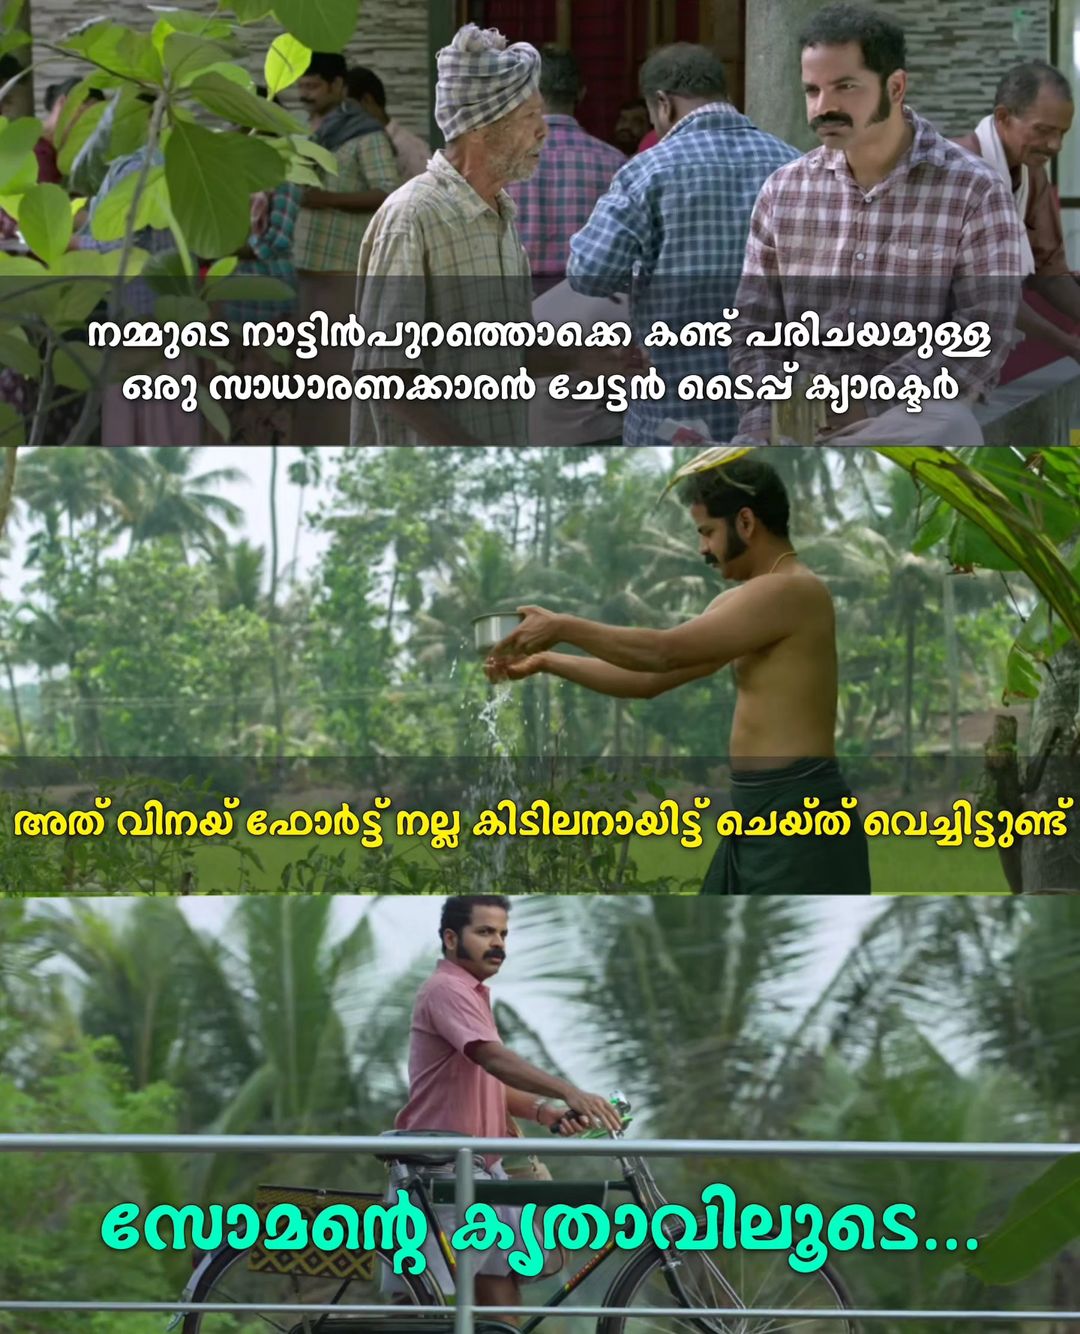 നമ്മുടെ നാട്ടിൻപുറത്തൊക്കെ കണ്ട് പരിചയമുള്ള
ഒരു സാധാരണക്കാരൻ ചേട്ടൻ ടൈപ്പ് ക്യാരക്ടർ
അത് വിനയ് ഫോർട്ട് നല്ല കിടിലനായിട്ട് ചെയ്ത് വെച്ചിട്ടുണ്ട്
സോമന്റെ കൃതാവിലൂടെ...